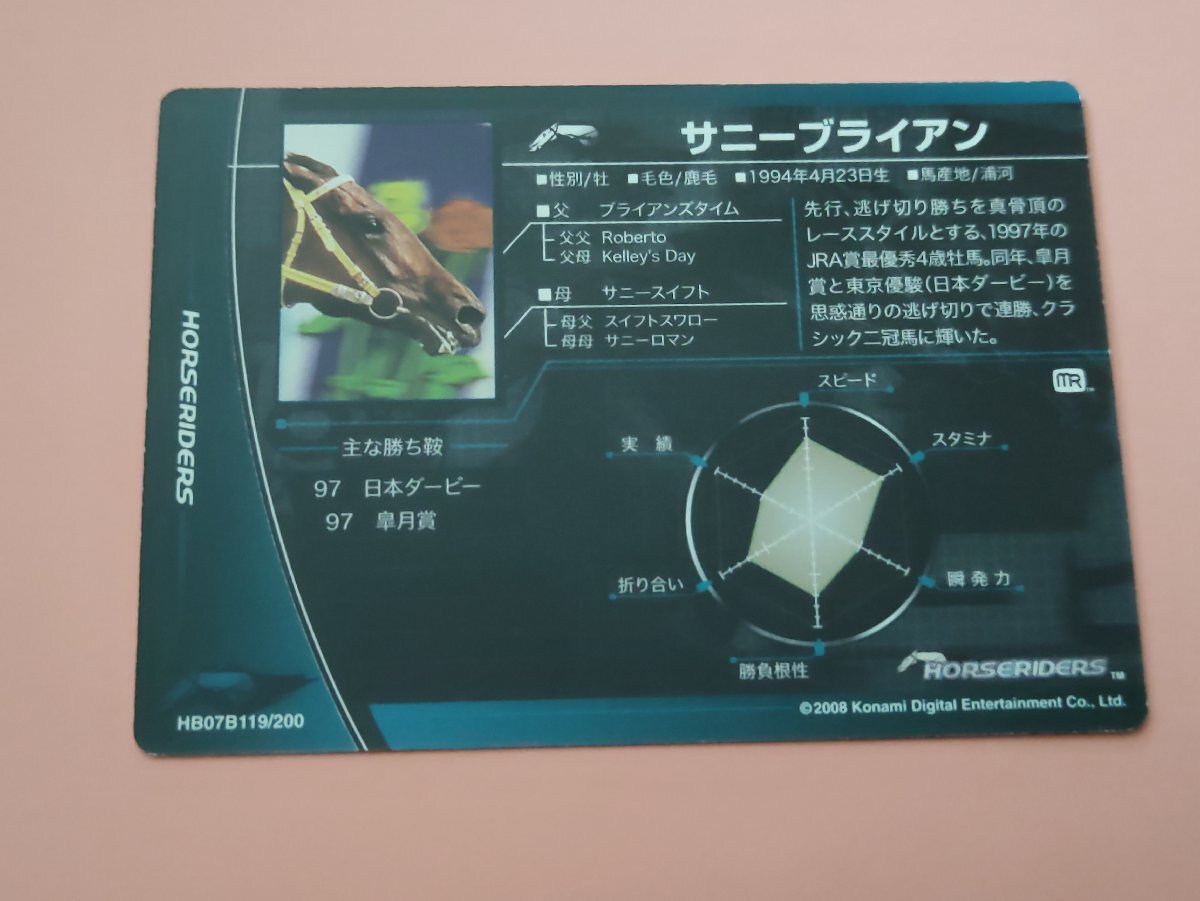 サニーブライアン
■性別/牡 ■毛色/鹿毛 ■1994年4月23日生 ■馬産地/浦河
■父 ブライアンズタイム
父父 Roberto
父母 Kelley's Day
■母 サニースイフト
母父 スイフトスワロー
母母 サニーロマン
先行、逃げ切り勝ちを真骨頂の
レーススタイルとする、1997年の
JRA賞最優秀4歳牡馬。同年、皐月
賞と東京優駿(日本ダービー)を
思惑通りの逃げ切りで連勝、クラ
シック二冠馬に輝いた。
HORSERIDERS
主な勝ち鞍
97 日本ダービー
97 皐月賞
MR
スピード
スタミナ
瞬発力
勝負根性
折り合い
実績
HORSERIDERS™
HB07B119/200
©2008 Konami Digital Entertainment Co., Ltd.